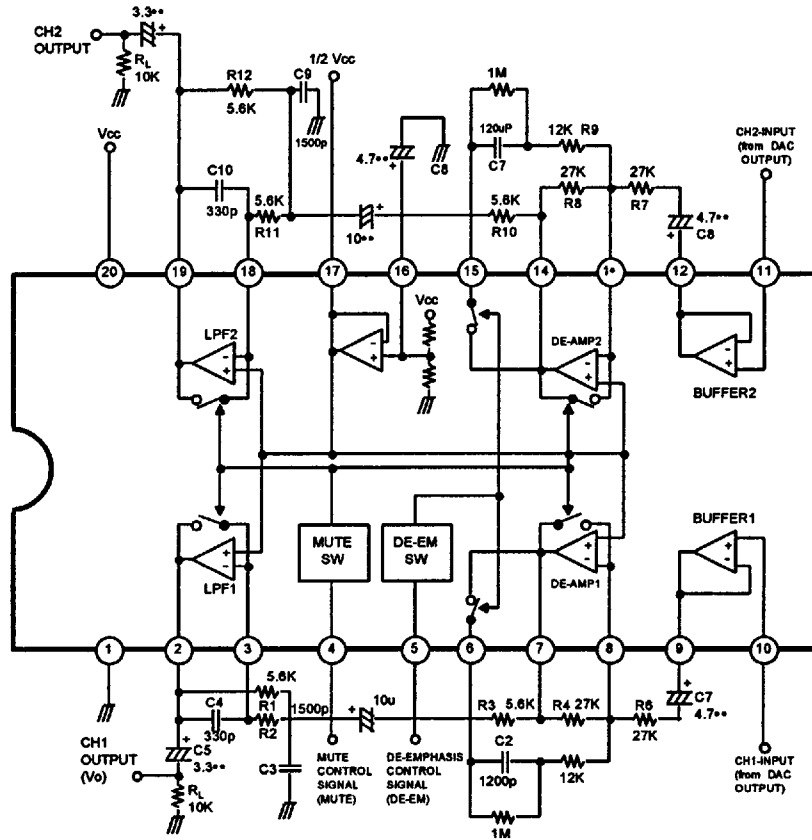 3.3••
CH2
OUTPUT
RL
10K
1/2 Vcc
R12
5.6K
C9
1500p
1M
120uP
C7
12K R9
CH2-INPUT
(from DAC
OUTPUT)
Vcc
C10
330p
5.6K
R11
4.7••
C6
10••
5.6K
R10
27K
R8
27K
R7
4.7••
C8
20
19
18
17
16
15
14
1•
12
11
LPF2
Vcc
DE-AMP2
BUFFER2
MUTE
SW
DE-EM
SW
BUFFER1
LPF1
DE-AMP1
1
2
3
4
5
6
7
8
9
10
5.6K
C4
330p
R1
R2
1500p
10u
R3
5.6K
R4
27K
R6
27K
C7
4.7••
CH1
OUTPUT
(Vo)
C5
3.3••
RL
10K
C3
MUTE
CONTROL
SIGNAL
(MUTE)
DE-EMPHASIS
CONTROL
SIGNAL
(DE-EM)
C2
1200p
12K
1M
CH1-INPUT
(from DAC
OUTPUT)